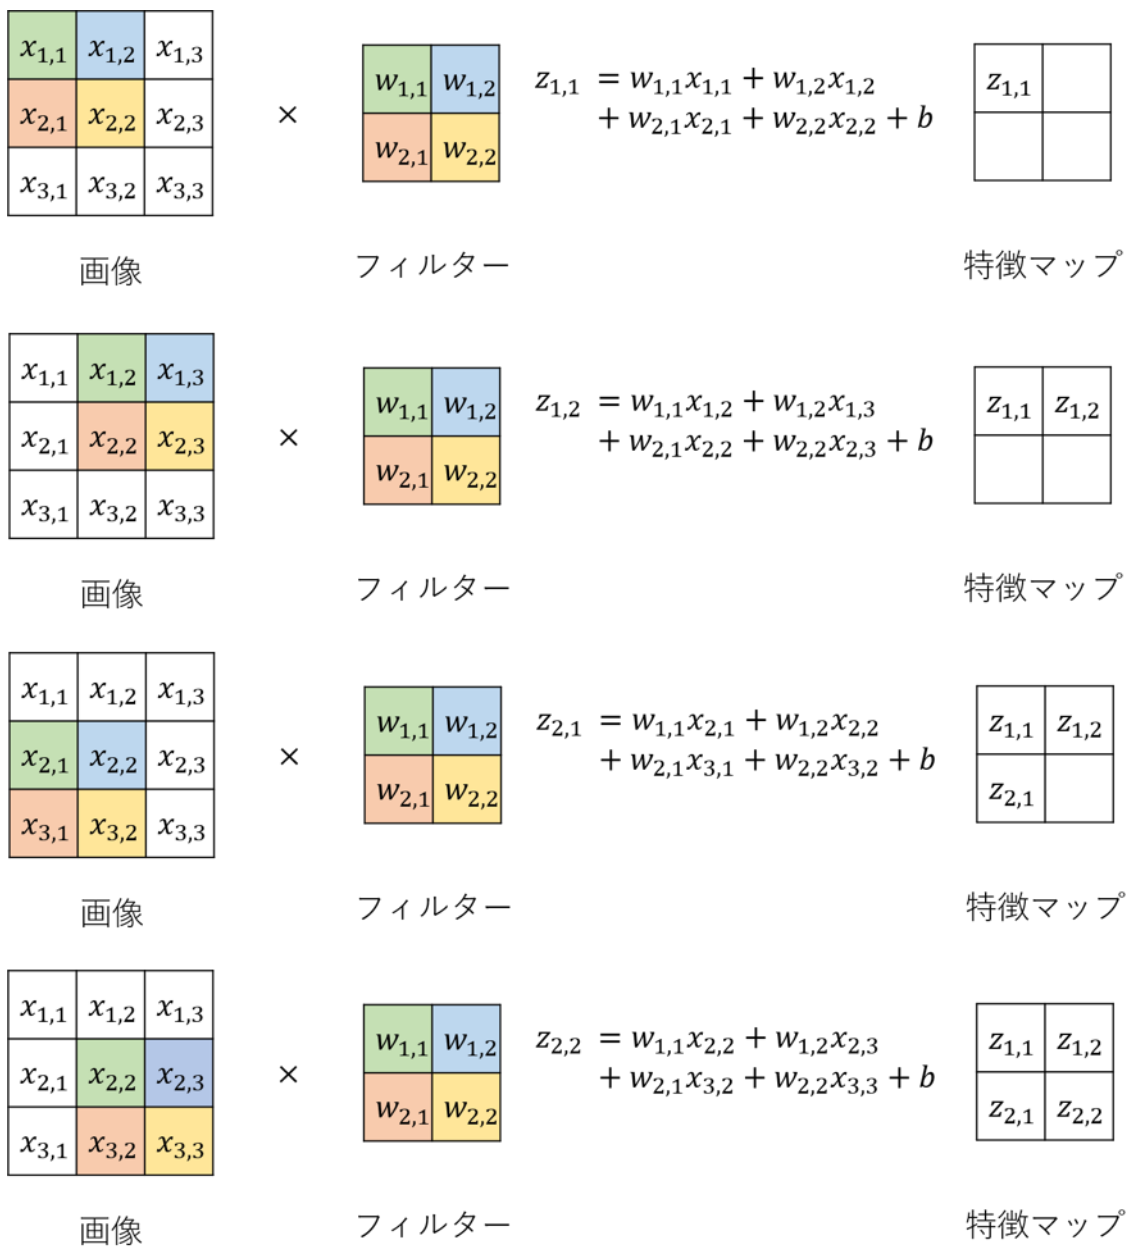 x1,1 x1,2 x1,3
x2,1 x2,2 x2,3
x3,1 x3,2 x3,3
画像
×
w1,1 w1,2
w2,1 w2,2
フィルター
z1,1 = w1,1x1,1 + w1,2x1,2
+ w2,1x2,1 + w2,2x2,2 + b
z1,1
特徴マップ
x1,1 x1,2 x1,3
x2,1 x2,2 x2,3
x3,1 x3,2 x3,3
画像
×
w1,1 w1,2
w2,1 w2,2
フィルター
z1,2 = w1,1x1,2 + w1,2x1,3
+ w2,1x2,2 + w2,2x2,3 + b
z1,1 z1,2
特徴マップ
x1,1 x1,2 x1,3
x2,1 x2,2 x2,3
x3,1 x3,2 x3,3
画像
×
w1,1 w1,2
w2,1 w2,2
フィルター
z2,1 = w1,1x2,1 + w1,2x2,2
+ w2,1x3,1 + w2,2x3,2 + b
z1,1 z1,2
z2,1
特徴マップ
x1,1 x1,2 x1,3
x2,1 x2,2 x2,3
x3,1 x3,2 x3,3
画像
×
w1,1 w1,2
w2,1 w2,2
フィルター
z2,2 = w1,1x2,2 + w1,2x2,3
+ w2,1x3,2 + w2,2x3,3 + b
z1,1 z1,2
z2,1 z2,2
特徴マップ